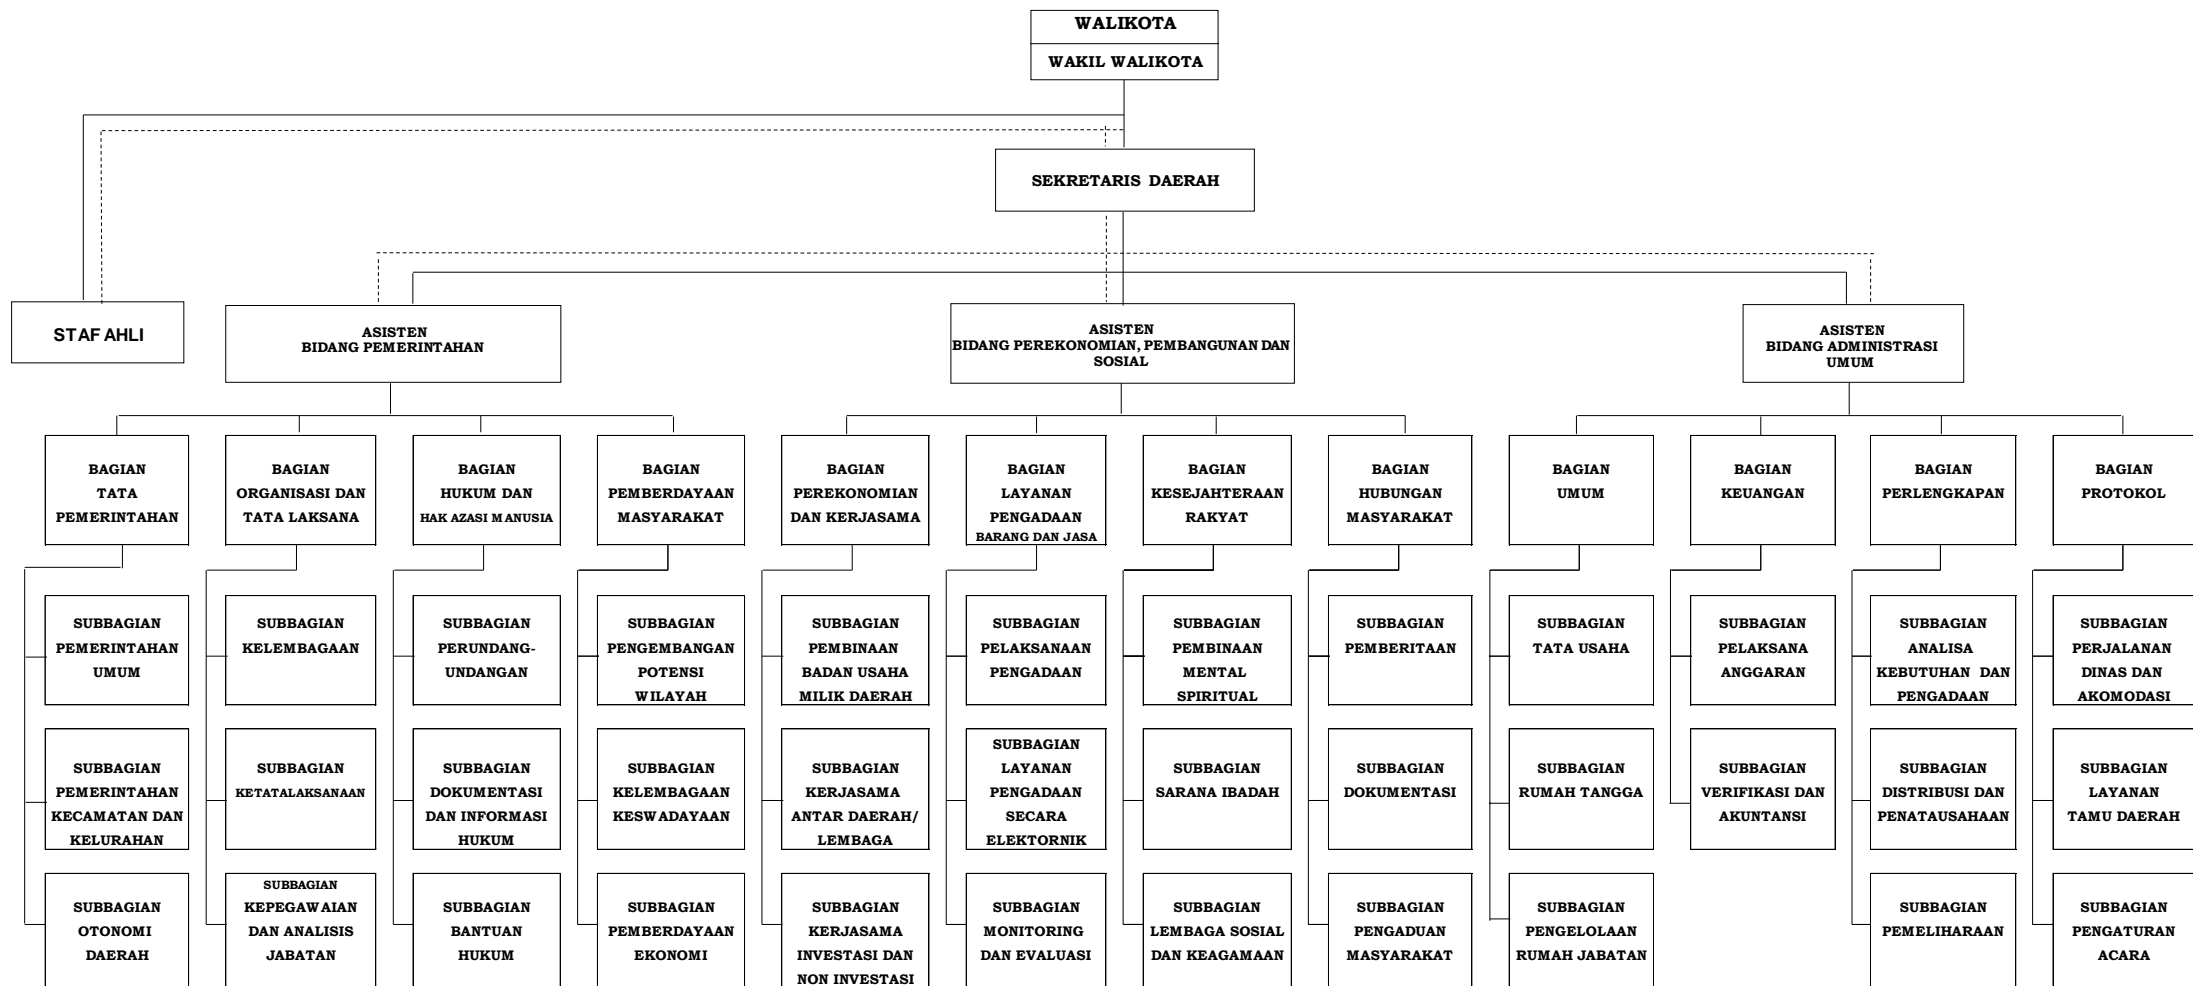 WALIKOTA
WAKIL WALIKOTA
SEKRETARIS DAERAH
STAF AHLI
ASISTEN
BIDANG PEMERINTAHAN
ASISTEN
BIDANG PEREKONOMIAN, PEMBANGUNAN DAN
SOSIAL
ASISTEN
BIDANG ADMINISTRASI
UMUM
BAGIAN
TATA
PEMERINTAHAN
BAGIAN
ORGANISASI DAN
TATA LAKSANA
BAGIAN
HUKUM DAN
HAK AZASI MANUSIA
BAGIAN
PEMBERDAYAAN
MASYARAKAT
BAGIAN
PEREKONOMIAN
DAN KERJASAMA
BAGIAN
LAYANAN
PENGADAAN
BARANG DAN JASA
BAGIAN
KESEJAHTERAAN
RAKYAT
BAGIAN
HUBUNGAN
MASYARAKAT
BAGIAN
UMUM
BAGIAN
KEUANGAN
BAGIAN
PERLENGKAPAN
BAGIAN
PROTOKOL
SUBBAGIAN
PEMERINTAHAN
UMUM
SUBBAGIAN
KELEMBAGAAN
SUBBAGIAN
PERUNDANG-
UNDANGAN
SUBBAGIAN
PENGEMBANGAN
POTENSI
WILAYAH
SUBBAGIAN
PEMBINAAN
BADAN USAHA
MILIK DAERAH
SUBBAGIAN
PELAKSANAAN
PENGADAAN
SUBBAGIAN
PEMBINAAN
MENTAL
SPIRITUAL
SUBBAGIAN
PEMBERITAAN
SUBBAGIAN
TATA USAHA
SUBBAGIAN
PELAKSANA
ANGGARAN
SUBBAGIAN
ANALISA
KEBUTUHAN DAN
PENGADAAN
SUBBAGIAN
PERJALANAN
DINAS DAN
AKOMODASI
SUBBAGIAN
PEMERINTAHAN
KECAMATAN DAN
KELURAHAN
SUBBAGIAN
KETATALAKSANAAN
SUBBAGIAN
DOKUMENTASI
DAN INFORMASI
HUKUM
SUBBAGIAN
KELEMBAGAAN
KESWADAYAAN
SUBBAGIAN
KERJASAMA
ANTAR DAERAH/
LEMBAGA
SUBBAGIAN
LAYANAN
PENGADAAN
SECARA
ELEKTORNIK
SUBBAGIAN
SARANA IBADAH
SUBBAGIAN
DOKUMENTASI
SUBBAGIAN
RUMAH TANGGA
SUBBAGIAN
VERIFIKASI DAN
AKUNTANSI
SUBBAGIAN
DISTRIBUSI DAN
PENATAUSAHAAN
SUBBAGIAN
LAYANAN
TAMU DAERAH
SUBBAGIAN
OTONOMI
DAERAH
SUBBAGIAN
KEPEGAWAIAN
DAN ANALISIS
JABATAN
SUBBAGIAN
BANTUAN
HUKUM
SUBBAGIAN
PEMBERDAYAAN
EKONOMI
SUBBAGIAN
KERJASAMA
INVESTASI DAN
NON INVESTASI
SUBBAGIAN
MONITORING
DAN EVALUASI
SUBBAGIAN
LEMBAGA SOSIAL
DAN KEAGAMAAN
SUBBAGIAN
PENGADUAN
MASYARAKAT
SUBBAGIAN
PENGELOLAAN
RUMAH JABATAN
SUBBAGIAN
PEMELIHARAAN
SUBBAGIAN
PENGATURAN
ACARA